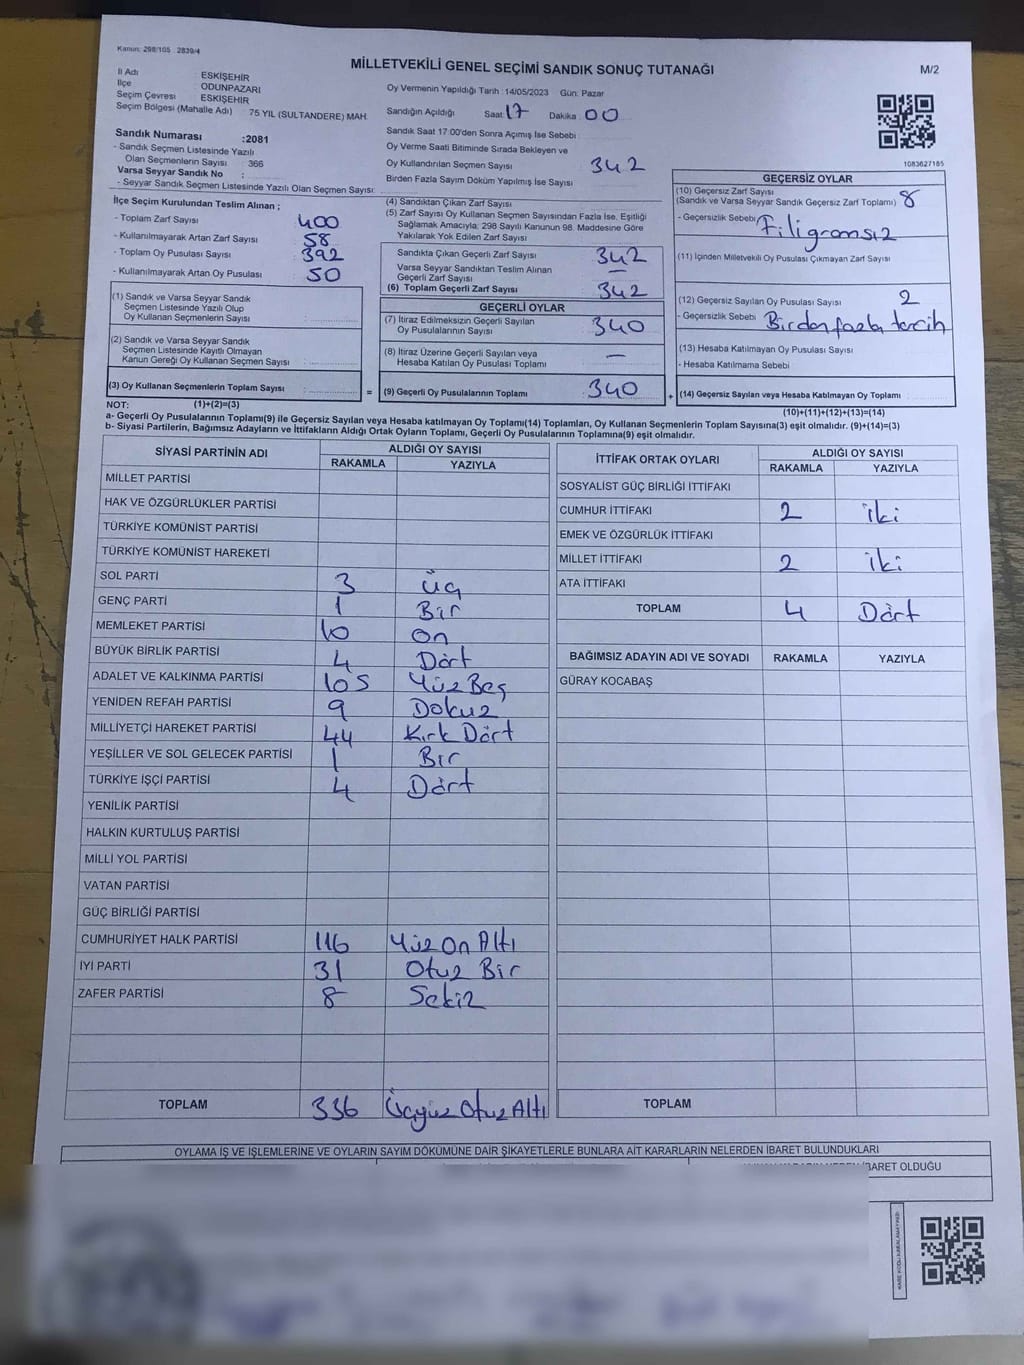 Kanun: 298/105 2839/4
MİLLETVEKİLİ GENEL SEÇİMİ SANDIK SONUÇ TUTANAĞI
M/2
İl Adı ESKİŞEHİR
İlçe ODUNPAZARI
Seçim Çevresi ESKİŞEHİR
Seçim Bölgesi (Mahalle Adı) 75 YIL (SULTANDERE) MAH.
Sandık Numarası :2081
- Sandık Seçmen Listesinde Yazılı
Olan Seçmenlerin Sayısı : 366
Varsa Seyyar Sandık No :
- Seyyar Sandık Seçmen Listesinde Yazılı Olan Seçmen Sayısı:
Oy Vermenin Yapıldığı Tarih :14/05/2023 Gün: Pazar
Sandığın Açıldığı Saat: 17 Dakika: 00
Sandık Saat 17:00'den Sonra Açımış İse Sebebi
Oy Verme Saati Bitiminde Sırada Bekleyen ve
Oy Kullandırılan Seçmen Sayısı 342
Birden Fazla Sayım Döküm Yapılmış İse Sayısı
1083627185
İlçe Seçim Kurulundan Teslim Alınan ;
- Toplam Zarf Sayısı 400
- Kullanılmayarak Artan Zarf Sayısı 58
- Toplam Oy Pusulası Sayısı 392
- Kullanılmayarak Artan Oy Pusulası 50
(1) Sandık ve Varsa Seyyar Sandık
Seçmen Listesinde Yazılı Olup
Oy Kullanan Seçmenlerin Sayısı
(2) Sandık ve Varsa Seyyar Sandık
Seçmen Listesinde Kayıtlı Olmayan
Kanun Gereği Oy Kullanan Seçmen Sayısı
(3) Oy Kullanan Seçmenlerin Toplam Sayısı =
(4) Sandıktan Çıkan Zarf Sayısı
(5) Zarf Sayısı Oy Kullanan Seçmen Sayısından Fazla İse, Eşitliği
Sağlamak Amacıyla; 298 Sayılı Kanunun 98. Maddesine Göre
Yakılarak Yok Edilen Zarf Sayısı
Sandıkta Çıkan Geçerli Zarf Sayısı 342
Varsa Seyyar Sandıktan Teslim Alınan
Geçerli Zarf Sayısı —
(6) Toplam Geçerli Zarf Sayısı 342
GEÇERLİ OYLAR
(7) İtiraz Edilmeksizin Geçerli Sayılan
Oy Pusulalarının Sayısı 340
(8) İtiraz Üzerine Geçerli Sayılan veya
Hesaba Katılan Oy Pusulası Toplamı —
(9) Geçerli Oy Pusulalarının Toplamı 340 +
GEÇERSİZ OYLAR
(10) Geçersiz Zarf Sayısı
(Sandık ve Varsa Seyyar Sandık Geçersiz Zarf Toplamı) 8
- Geçersizlik Sebebi Filigransız
(11) İçinden Milletvekili Oy Pusulası Çıkmayan Zarf Sayısı
(12) Geçersiz Sayılan Oy Pusulası Sayısı 2
- Geçersizlik Sebebi Birden fazla tercih
(13) Hesaba Katılmayan Oy Pusulası Sayısı
- Hesaba Katılmama Sebebi
(14) Geçersiz Sayılan veya Hesaba Katılmayan Oy Toplamı
NOT: (1)+(2)=(3)
(10)+(11)+(12)+(13)=(14)
a- Geçerli Oy Pusulalarının Toplamı(9) ile Geçersiz Sayılan veya Hesaba katılmayan Oy Toplamı(14) Toplamları, Oy Kullanan Seçmenlerin Toplam Sayısına(3) eşit olmalıdır. (9)+(14)=(3)
b- Siyasi Partilerin, Bağımsız Adayların ve İttifakların Aldığı Ortak Oyların Toplamı, Geçerli Oy Pusulalarının Toplamına(9) eşit olmalıdır.
SİYASİ PARTİNİN ADI ALDIĞI OY SAYISI
RAKAMLA YAZIYLA
MİLLET PARTİSİ
HAK VE ÖZGÜRLÜKLER PARTİSİ
TÜRKİYE KOMÜNİST PARTİSİ
TÜRKİYE KOMÜNİST HAREKETİ
SOL PARTİ 3 Üç
GENÇ PARTİ 1 Bir
MEMLEKET PARTİSİ 10 On
BÜYÜK BİRLİK PARTİSİ 4 Dört
ADALET VE KALKINMA PARTİSİ 105 Yüz Beş
YENİDEN REFAH PARTİSİ 9 Dokuz
MİLLİYETÇİ HAREKET PARTİSİ 44 Kırk Dört
YEŞİLLER VE SOL GELECEK PARTİSİ 1 Bir
TÜRKİYE İŞÇİ PARTİSİ 4 Dört
YENİLİK PARTİSİ
HALKIN KURTULUŞ PARTİSİ
MİLLİ YOL PARTİSİ
VATAN PARTİSİ
GÜÇ BİRLİĞİ PARTİSİ
CUMHURİYET HALK PARTİSİ 116 Yüz On Altı
İYİ PARTİ 31 Otuz Bir
ZAFER PARTİSİ 8 Sekiz
TOPLAM 336 Üçyüz Otuz Altı
İTTİFAK ORTAK OYLARI ALDIĞI OY SAYISI
RAKAMLA YAZIYLA
SOSYALİST GÜÇ BİRLİĞİ İTTİFAKI
CUMHUR İTTİFAKI 2 iki
EMEK VE ÖZGÜRLÜK İTTİFAKI
MİLLET İTTİFAKI 2 iki
ATA İTTİFAKI
TOPLAM 4 Dört
BAĞIMSIZ ADAYIN ADI VE SOYADI RAKAMLA YAZIYLA
GÜRAY KOCABAŞ
TOPLAM
OYLAMA İŞ VE İŞLEMLERİNE VE OYLARIN SAYIM DÖKÜMÜNE DAİR ŞİKAYETLERLE BUNLARA AİT KARARLARIN NELERDEN İBARET BULUNDUKLARI
İBARET OLDUĞU